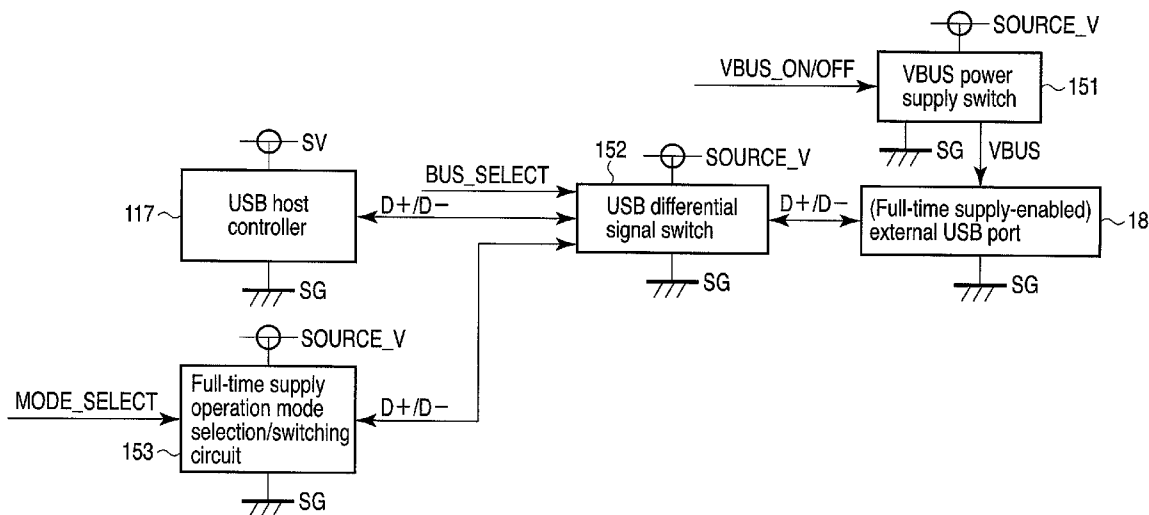 SOURCE_V
VBUS_ON/OFF
VBUS power
supply switch
151
SG
VBUS
SV
152
SOURCE_V
BUS_SELECT
117
USB host
controller
D+/D−
USB differential
signal switch
D+/D−
(Full-time supply-enabled)
external USB port
18
SG
SG
SG
SOURCE_V
MODE_SELECT
Full-time supply
operation mode
selection/switching
circuit
D+/D−
153
SG